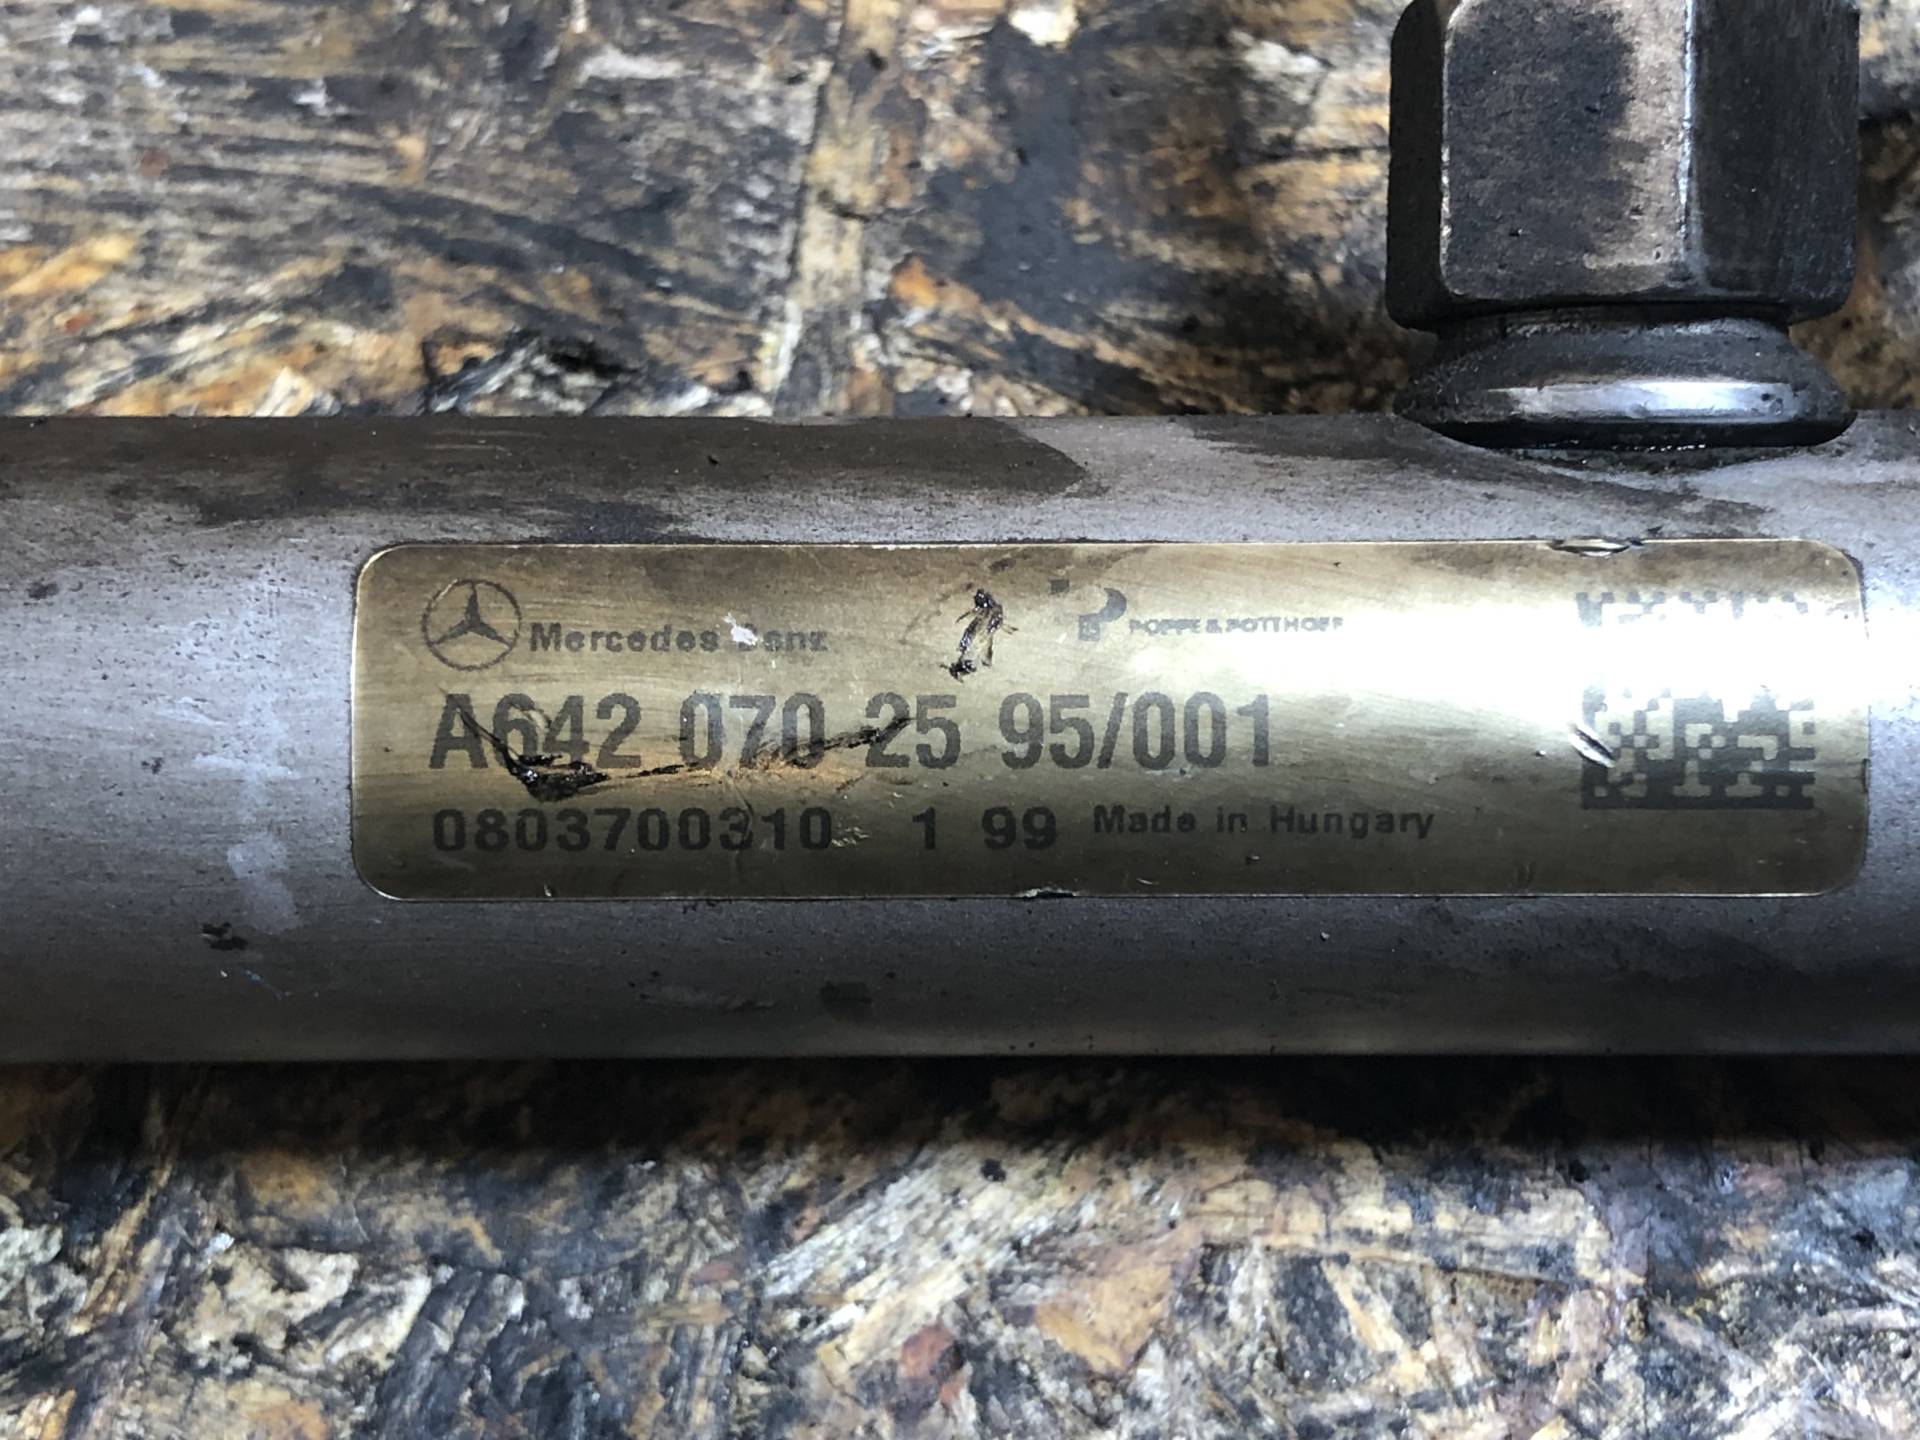 Mercedes Benz
POPPE & POTTHOFF
A642 070 25 95/001
0803700310 1 99 Made in Hungary